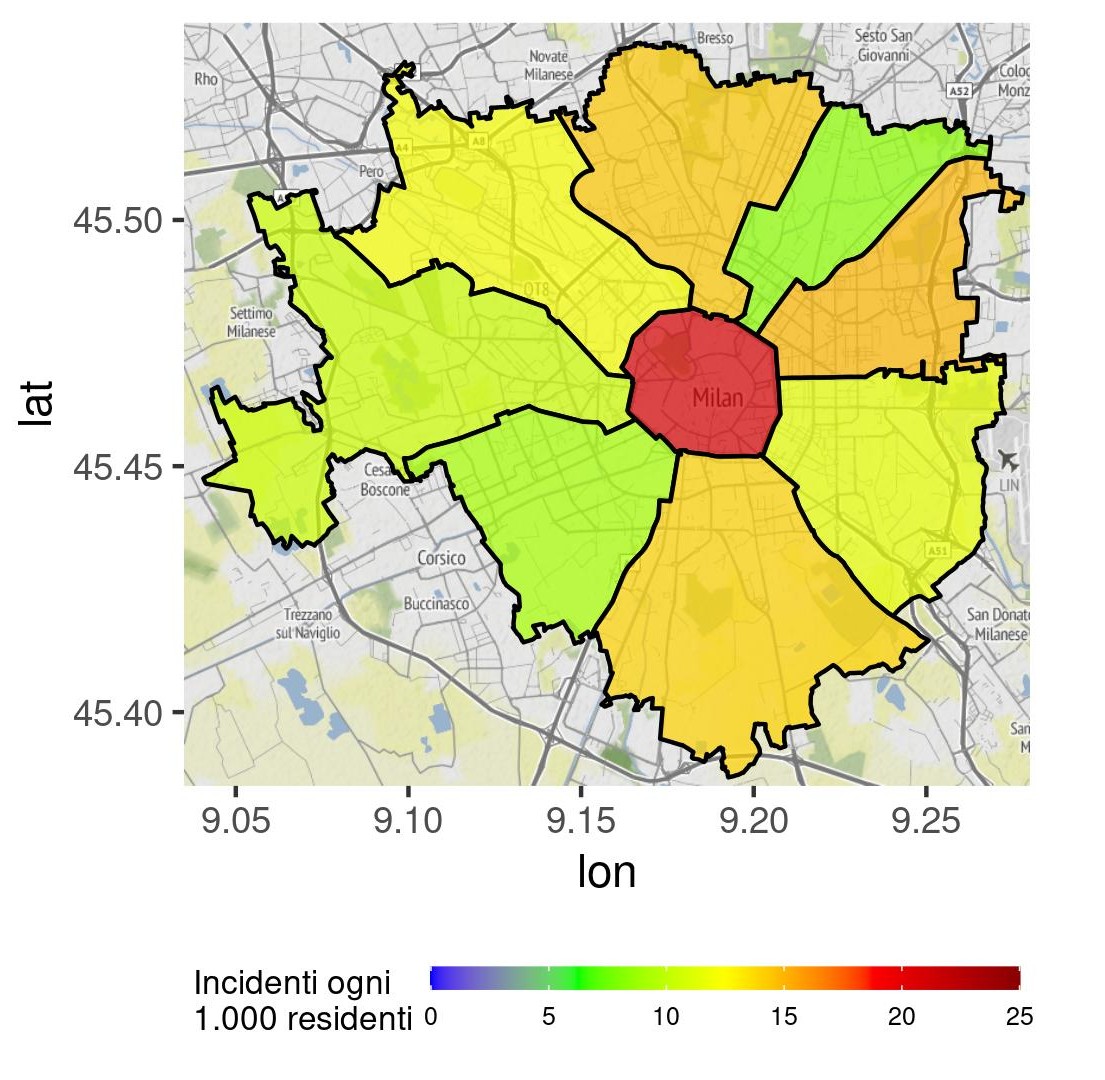 Bresso
Sesto San
Giovanni
Novate
Milanese
Rho
Colog
Monz
A52
A8
A4
Pero
A
45.50
QT8
Settimo
Milanese
Milan
lat
45.45
Cesa
Boscone
LIN
A51
Corsico
Buccinasco
Trezzano
sul Naviglio
San Donato
Milanese
45.40
San
M
9.05 9.10 9.15 9.20 9.25
lon
Incidenti ogni
1.000 residenti 0 5 10 15 20 25